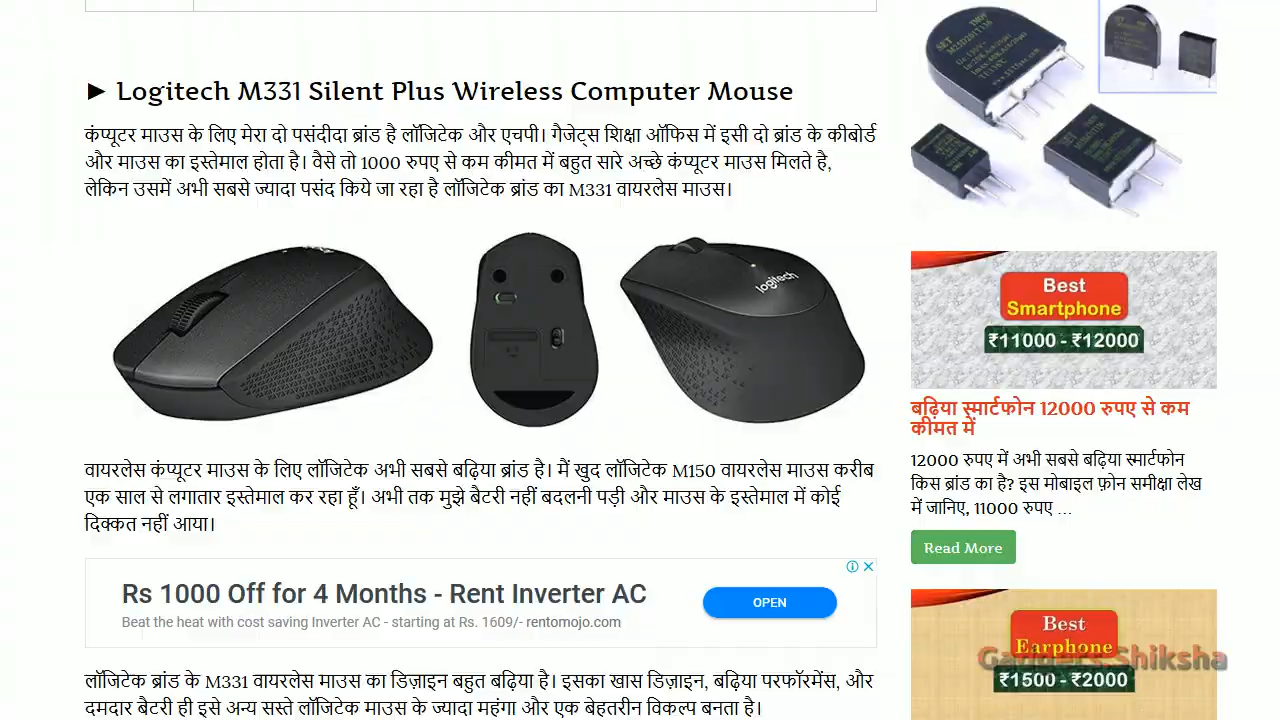 ► Logitech M331 Silent Plus Wireless Computer Mouse
कंप्यूटर माउस के लिए मेरा दो पसंदीदा ब्रांड है लॉजिटेक और एचपी। गैजेट्स शिक्षा ऑफिस में इसी दो ब्रांड के कीबोर्ड
और माउस का इस्तेमाल होता है। वैसे तो 1000 रुपए से कम कीमत में बहुत सारे अच्छे कंप्यूटर माउस मिलते है,
लेकिन उसमें अभी सबसे ज्यादा पसंद किये जा रहा है लॉजिटेक ब्रांड का M331 वायरलेस माउस।
logitech
वायरलेस कंप्यूटर माउस के लिए लॉजिटेक अभी सबसे बढ़िया ब्रांड है। मैं खुद लॉजिटेक M150 वायरलेस माउस करीब
एक साल से लगातार इस्तेमाल कर रहा हूँ। अभी तक मुझे बैटरी नहीं बदलनी पड़ी और माउस के इस्तेमाल में कोई
दिक्कत नहीं आया।
Rs 1000 Off for 4 Months - Rent Inverter AC
Beat the heat with cost saving Inverter AC - starting at Rs. 1609/- rentomojo.com
OPEN
लॉजिटेक ब्रांड के M331 वायरलेस माउस का डिज़ाइन बहुत बढ़िया है। इसका खास डिज़ाइन, बढ़िया परफॉरमेंस, और
दमदार बैटरी ही इसे अन्य सस्ते लॉजिटेक माउस के ज्यादा महंगा और एक बेहतरीन विकल्प बनता है।
SET
Best
Smartphone
₹11000 - ₹12000
बढ़िया स्मार्टफोन 12000 रुपए से कम
कीमत में
12000 रुपए में अभी सबसे बढ़िया स्मार्टफोन
किस ब्रांड का है? इस मोबाइल फ़ोन समीक्षा लेख
में जानिए, 11000 रुपए ...
Read More
Best
Earphone
₹1500 - ₹2000
Shiksha